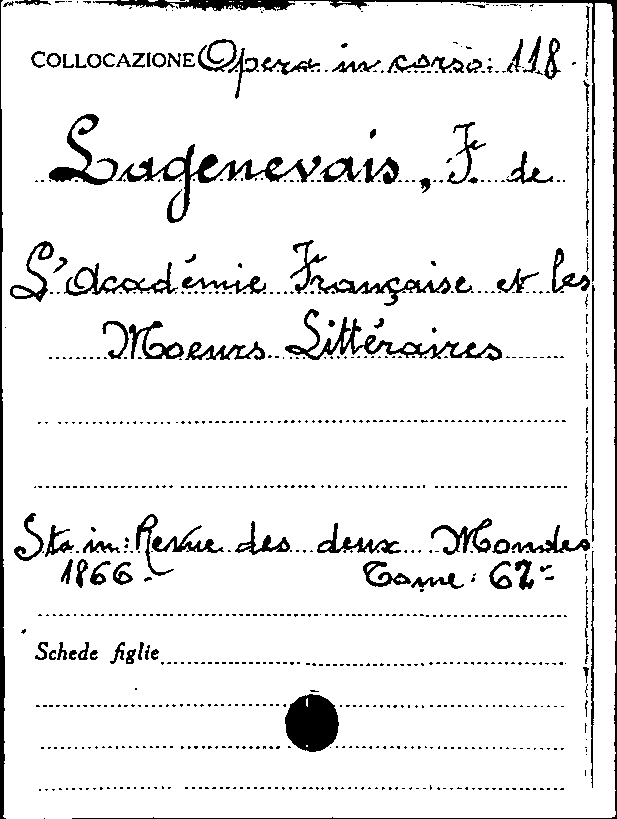 COLLOCAZIONE Opera in corso: 118.
Lagenevais, F. de
L'Académie Française et les
Moeurs Littéraires
Sta in: Revue des deux Mondes
1866.- Tome: 62-
Schede figlie